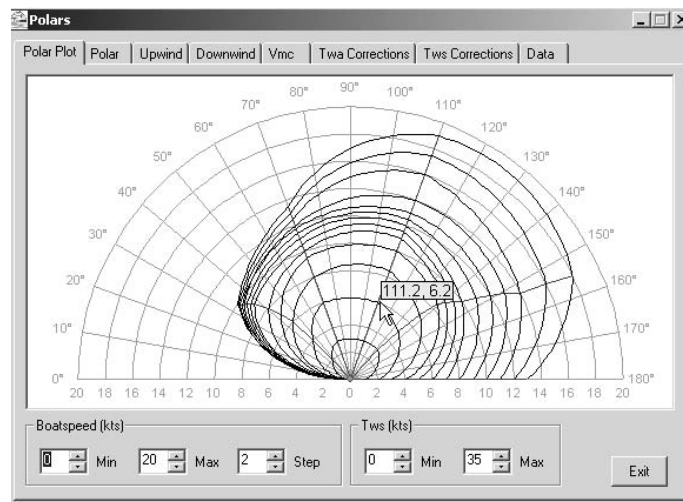 Polars
Polar Plot Polar Upwind Downwind Vmc Twa Corrections Tws Corrections Data
90°
80° 100°
70° 110°
60° 120°
50° 130°
40° 140°
30° 150°
20° 160°
10° 170°
0° 180°
111.2, 6.2
20 18 16 14 12 10 8 6 4 2 0 2 4 6 8 10 12 14 16 18 20
Boatspeed (kts) Tws (kts)
0 Min 20 Max 2 Step 0 Min 35 Max Exit